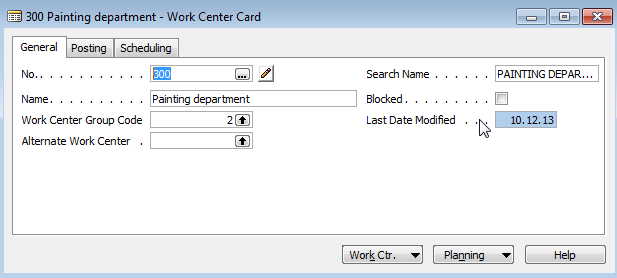 300 Painting department - Work Center Card
General Posting Scheduling
No. . . . . . . . . . . . 300 ... Search Name . . . . . . PAINTING DEPAR...
Name . . . . . . . . . . Painting department Blocked . . . . . . . . .
Work Center Group Code 2 Last Date Modified . . . 10.12.13
Alternate Work Center .
Work Ctr. Planning Help